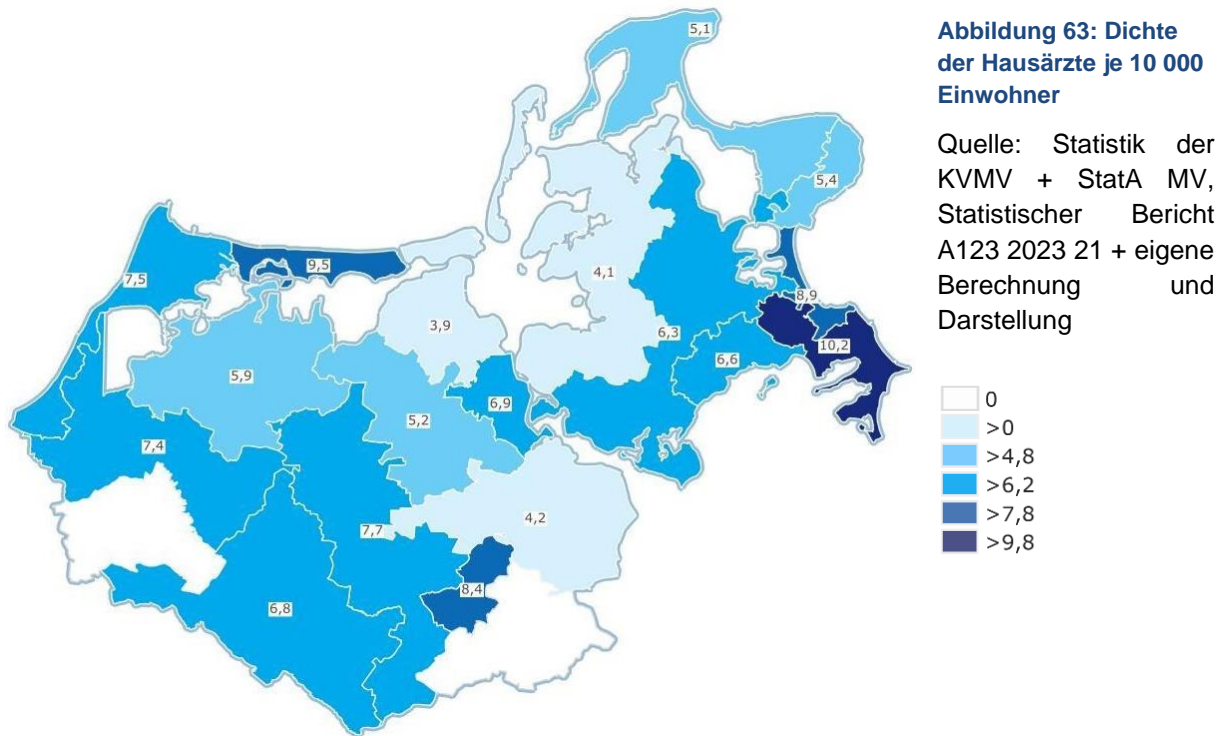 5,1
Abbildung 63: Dichte
der Hausärzte je 10 000
Einwohner
Quelle: Statistik der
KVMV + StatA MV,
Statistischer Bericht
A123 2023 21 + eigene
Berechnung und
Darstellung
5,4
7,5
9,5
4,1
8,9
3,9
6,3
10,2
6,6
5,9
6,9
5,2
7,4
4,2
7,7
8,4
6,8
0
>0
>4,8
>6,2
>7,8
>9,8